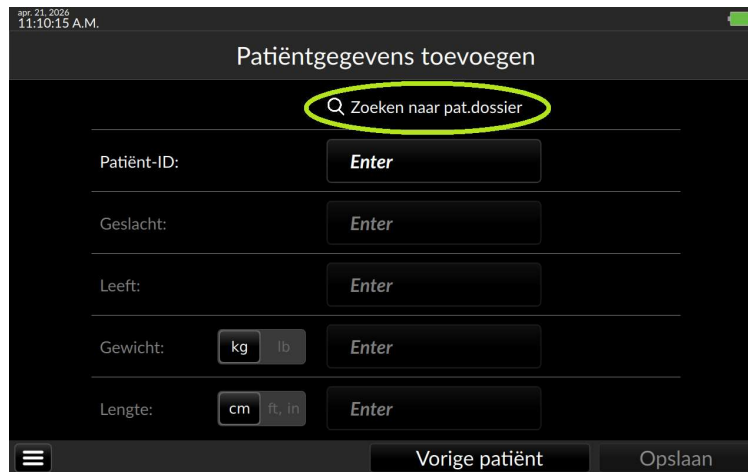 apr. 21, 2026
11:10:15 A.M.
Patiëntgegevens toevoegen
Zoeken naar pat.dossier
Patiënt-ID: Enter
Geslacht: Enter
Leeft: Enter
Gewicht: kg lb Enter
Lengte: cm ft, in Enter
Vorige patiënt Opslaan